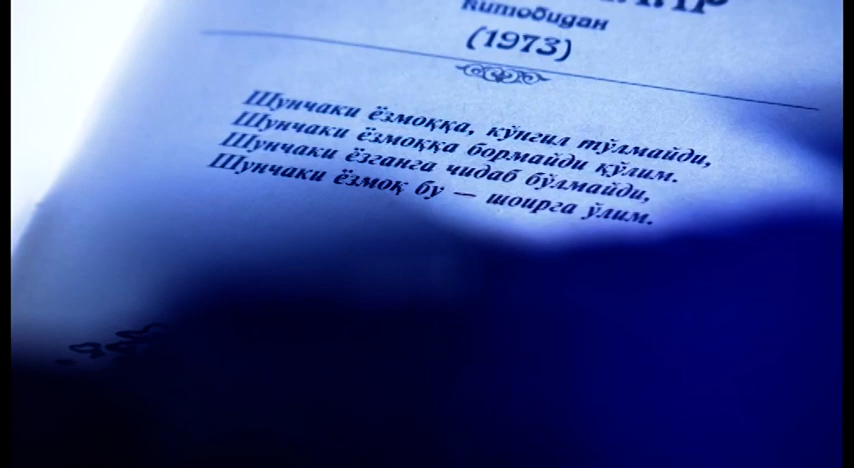 китобидан
(1973)
Шунчаки ёзмоққа, кўнгил тўлмайди,
Шунчаки ёзмоққа бормайди қўлим.
Шунчаки ёзганга чидаб бўлмайди,
Шунчаки ёзмоқ бу — шоирга ўлим.